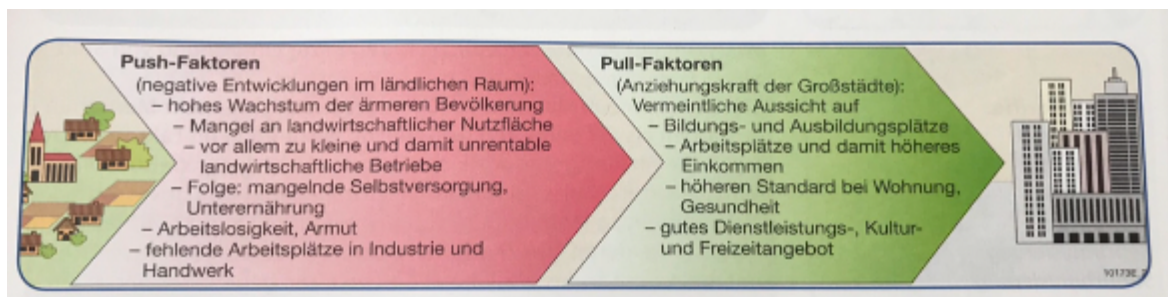 Push-Faktoren
(negative Entwicklungen im ländlichen Raum):
– hohes Wachstum der ärmeren Bevölkerung
– Mangel an landwirtschaftlicher Nutzfläche
– vor allem zu kleine und damit unrentable
landwirtschaftliche Betriebe
– Folge: mangelnde Selbstversorgung,
Unterernährung
– Arbeitslosigkeit, Armut
– fehlende Arbeitsplätze in Industrie und
Handwerk
Pull-Faktoren
(Anziehungskraft der Großstädte):
Vermeintliche Aussicht auf
– Bildungs- und Ausbildungsplätze
– Arbeitsplätze und damit höheres
Einkommen
– höheren Standard bei Wohnung,
Gesundheit
– gutes Dienstleistungs-, Kultur-
und Freizeitangebot